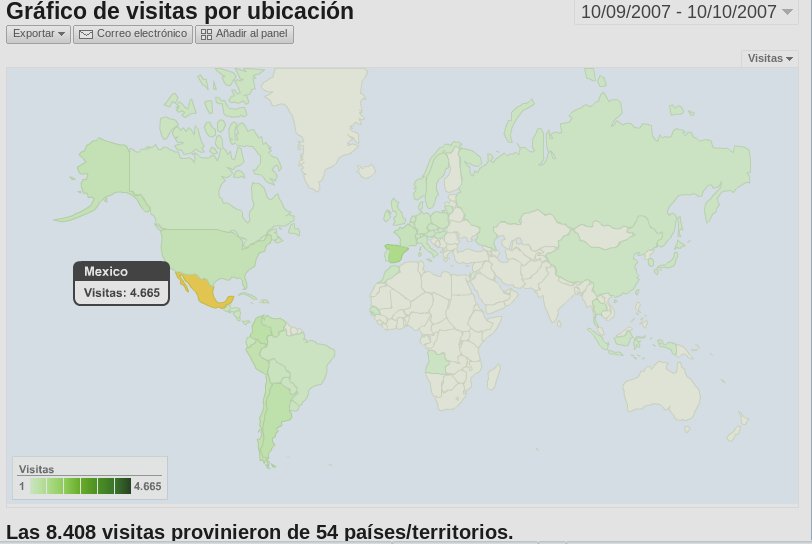 Gráfico de visitas por ubicación
10/09/2007 - 10/10/2007
Exportar
Correo electrónico
Añadir al panel
Visitas
Mexico
Visitas: 4.665
Visitas
1
4.665
Las 8.408 visitas provinieron de 54 países/territorios.